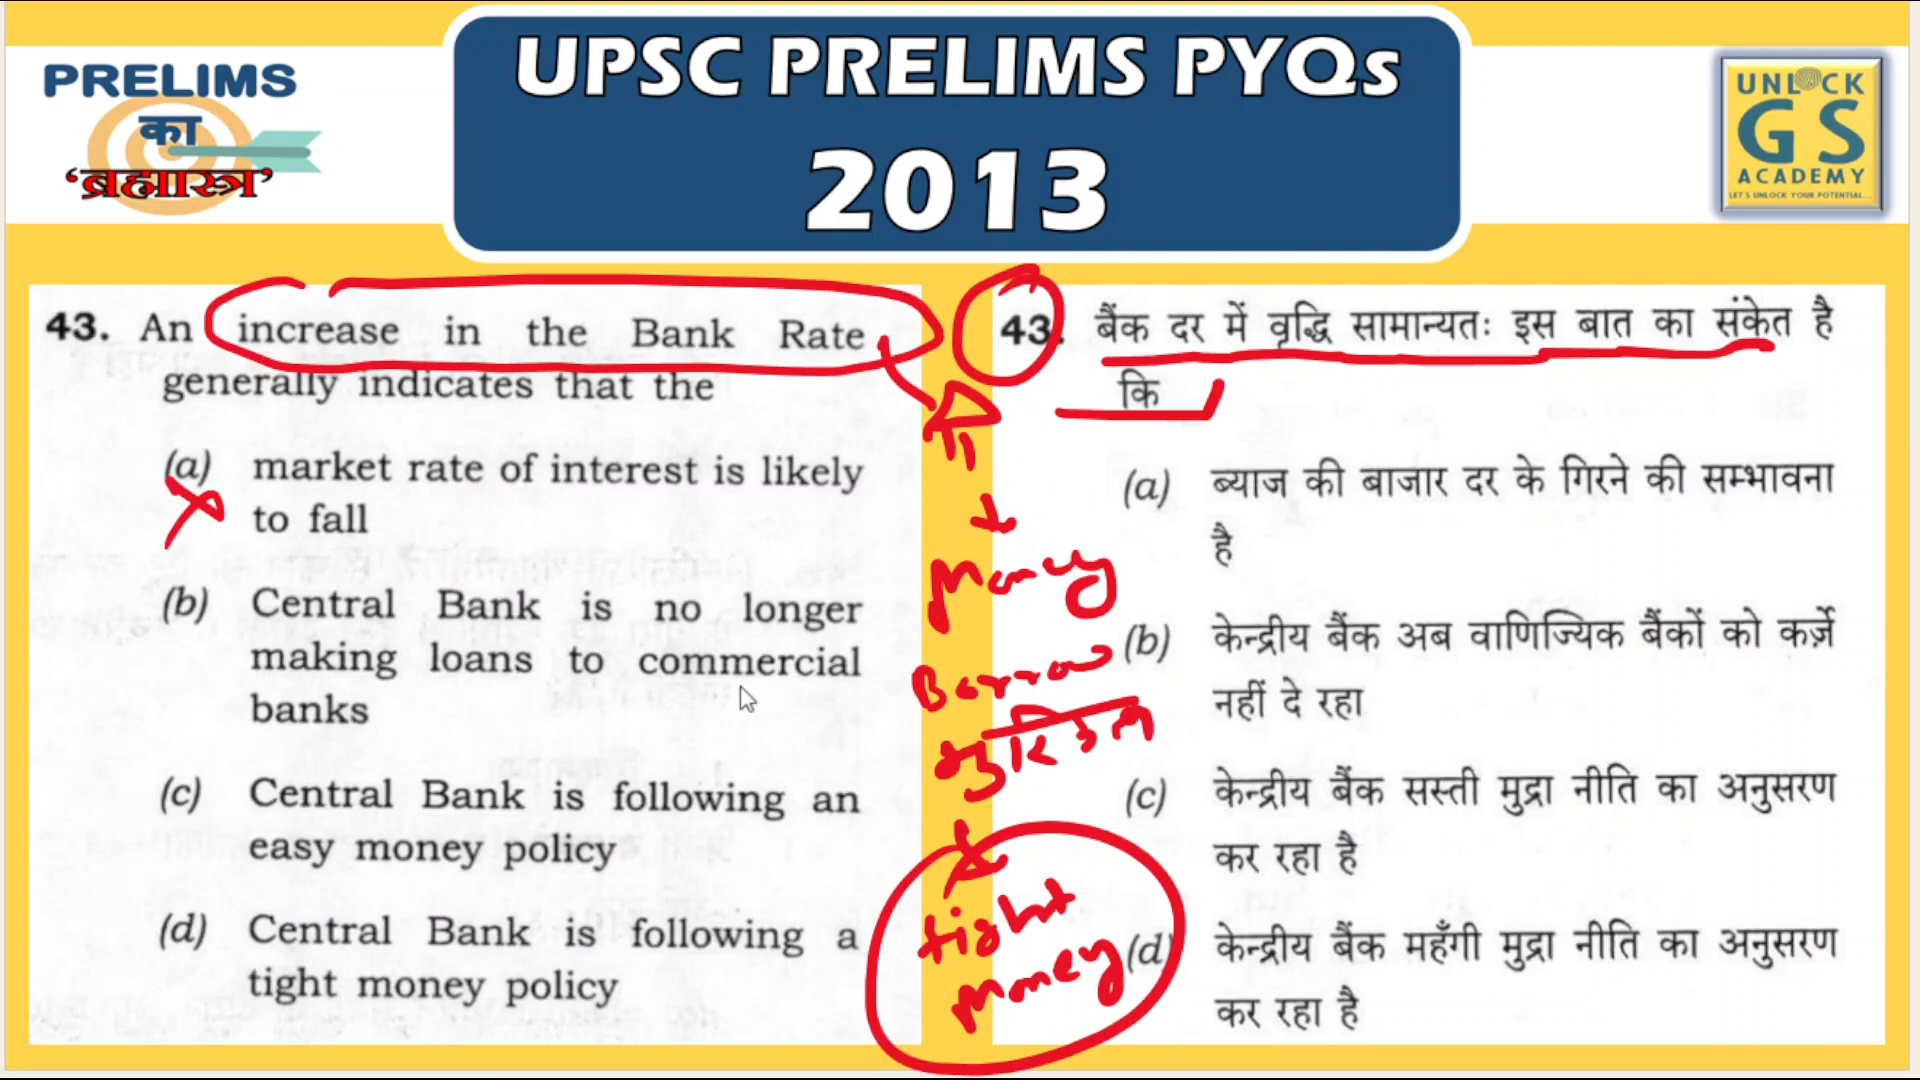 PRELIMS
का
‘ब्रह्मास्त्र’
UPSC PRELIMS PYQs
2013
UNLOCK
GS
ACADEMY
LET'S UNLOCK YOUR POTENTIAL...
43. An increase in the Bank Rate
generally indicates that the
(a) market rate of interest is likely
to fall
(b) Central Bank is no longer
making loans to commercial
banks
(c) Central Bank is following an
easy money policy
(d) Central Bank is following a
tight money policy
Money
Borrow
मुश्किल
tight
money
43. बैंक दर में वृद्धि सामान्यतः इस बात का संकेत है
कि
(a) ब्याज की बाजार दर के गिरने की सम्भावना
है
(b) केन्द्रीय बैंक अब वाणिज्यिक बैंकों को कर्ज़े
नहीं दे रहा
(c) केन्द्रीय बैंक सस्ती मुद्रा नीति का अनुसरण
कर रहा है
(d) केन्द्रीय बैंक महँगी मुद्रा नीति का अनुसरण
कर रहा है